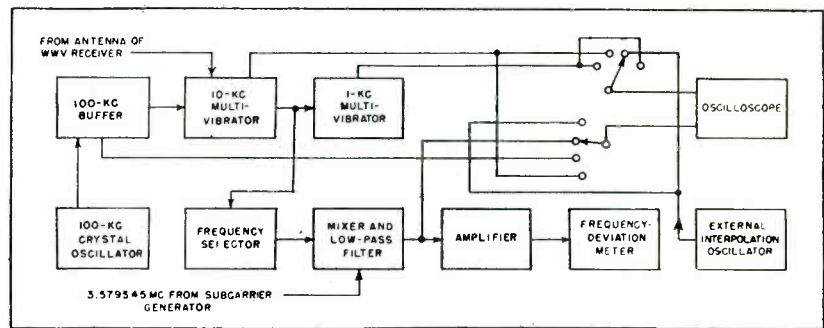 FROM ANTENNA OF
WWV RECEIVER
100-KC
BUFFER
10-KC
MULTI-
VIBRATOR
1-KC
MULTI-
VIBRATOR
OSCILLOSCOPE
100-KC
CRYSTAL
OSCILLATOR
FREQUENCY
SELECTOR
MIXER AND
LOW-PASS
FILTER
AMPLIFIER
FREQUENCY-
DEVIATION
METER
EXTERNAL
INTERPOLATION
OSCILLATOR
3.579545 MC FROM SUBCARRIER
GENERATOR